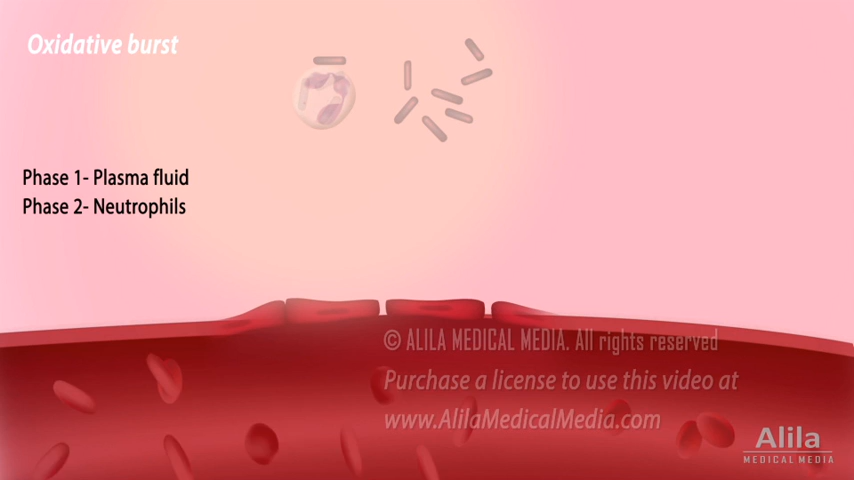 Oxidative burst
Phase 1- Plasma fluid
Phase 2- Neutrophils
© ALILA MEDICAL MEDIA. All rights reserved
Purchase a license to use this video at
www.AlilaMedicalMedia.com
Alila
MEDICAL MEDIA